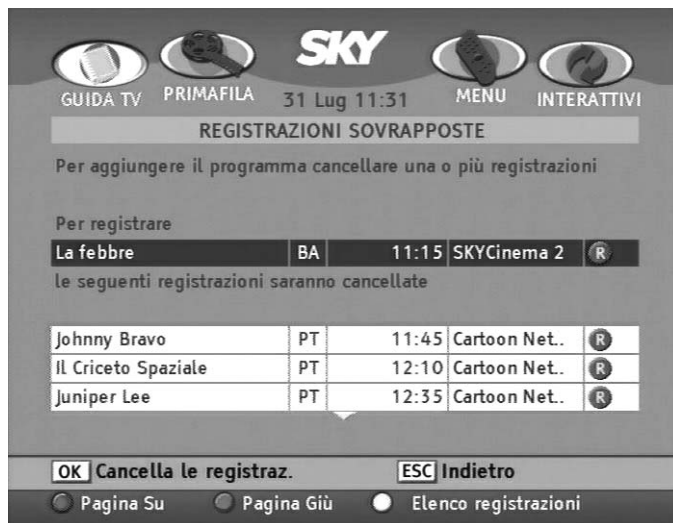 SKY
GUIDA TV PRIMAFILA 31 Lug 11:31 MENU INTERATTIVI
REGISTRAZIONI SOVRAPPOSTE
Per aggiungere il programma cancellare una o più registrazioni
Per registrare
La febbre BA 11:15 SKYCinema 2 R
le seguenti registrazioni saranno cancellate
Johnny Bravo PT 11:45 Cartoon Net.. R
Il Criceto Spaziale PT 12:10 Cartoon Net.. R
Juniper Lee PT 12:35 Cartoon Net.. R
OK Cancella le registraz. ESC Indietro
Pagina Su Pagina Giù Elenco registrazioni